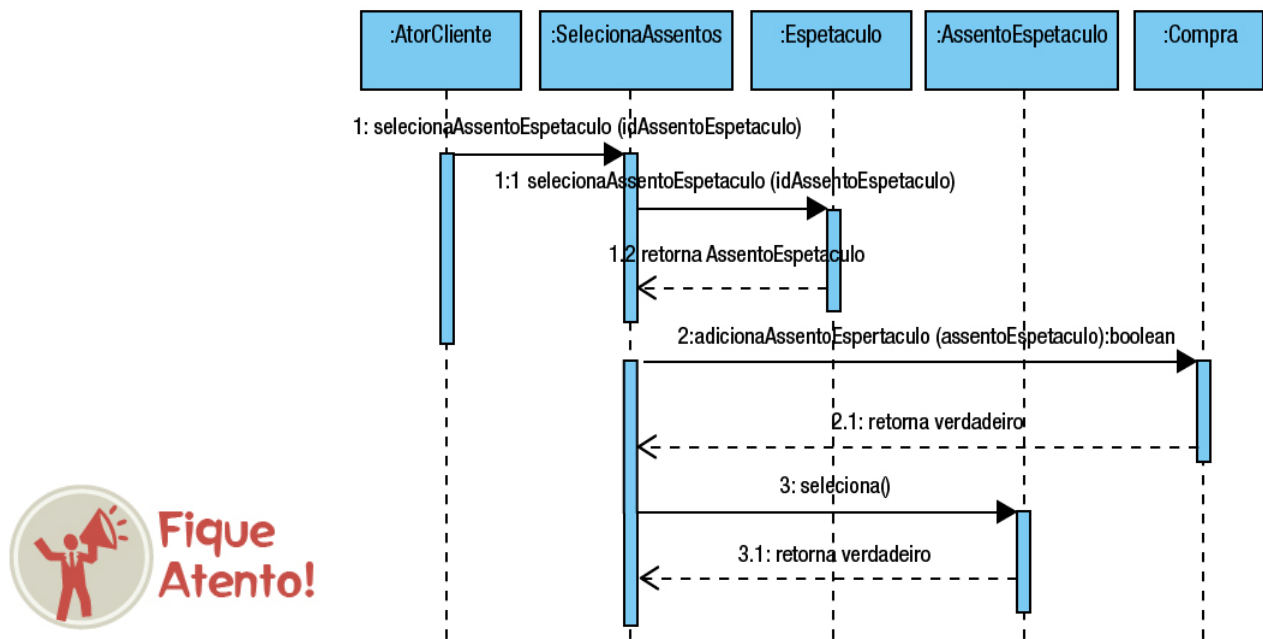 :AtorCliente
:SelecionaAssentos
:Espetaculo
:AssentoEspetaculo
:Compra
1: selecionaAssentoEspetaculo (idAssentoEspetaculo)
1:1 selecionaAssentoEspetaculo (idAssentoEspetaculo)
1.2 retorna AssentoEspetaculo
2:adicionaAssentoEspertaculo (assentoEspetaculo):boolean
2.1: retorna verdadeiro
3: seleciona()
3.1: retorna verdadeiro
Fique
Atento!